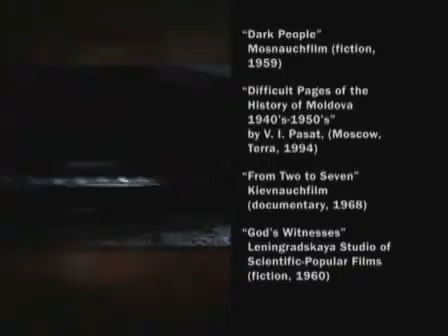 “Dark People”
Mosnauchfilm (fiction,
1959)
“Difficult Pages of the
History of Moldova
1940’s-1950’s”
by V. I. Pasat, (Moscow,
Terra, 1994)
“From Two to Seven”
Kievnauchfilm
(documentary, 1968)
“God’s Witnesses”
Leningradskaya Studio of
Scientific-Popular Films
(fiction, 1960)